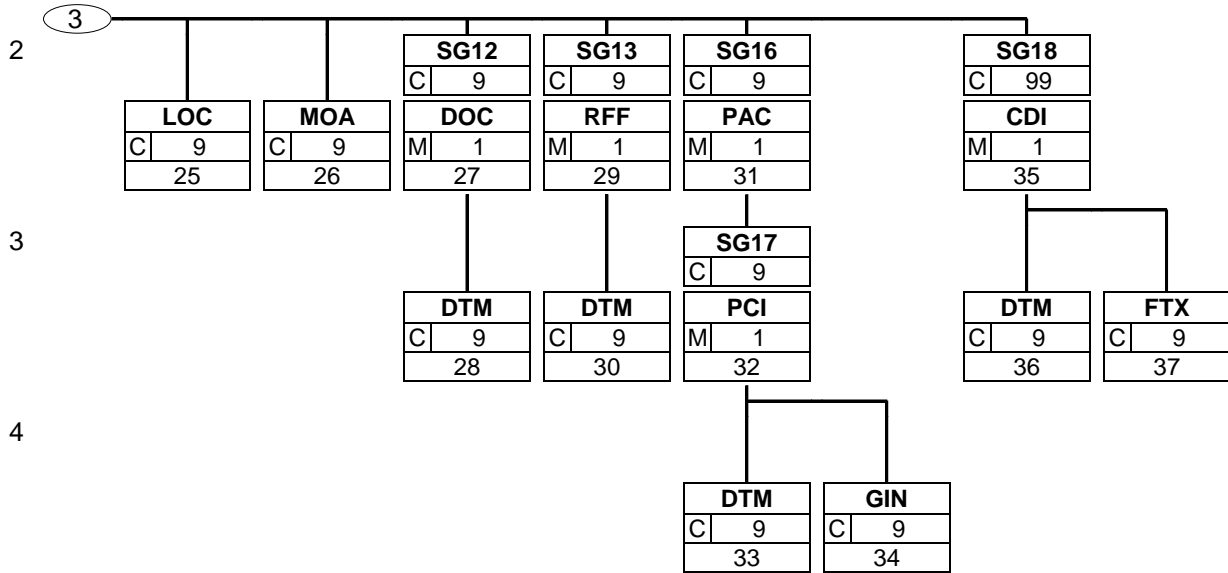 3
2
SG12 SG13 SG16 SG18
C 9 C 9 C 9 C 99
LOC MOA DOC RFF PAC CDI
C 9 C 9 M 1 M 1 M 1 M 1
25 26 27 29 31 35
3
SG17
C 9
DTM DTM PCI DTM FTX
C 9 C 9 M 1 C 9 C 9
28 30 32 36 37
4
DTM GIN
C 9 C 9
33 34